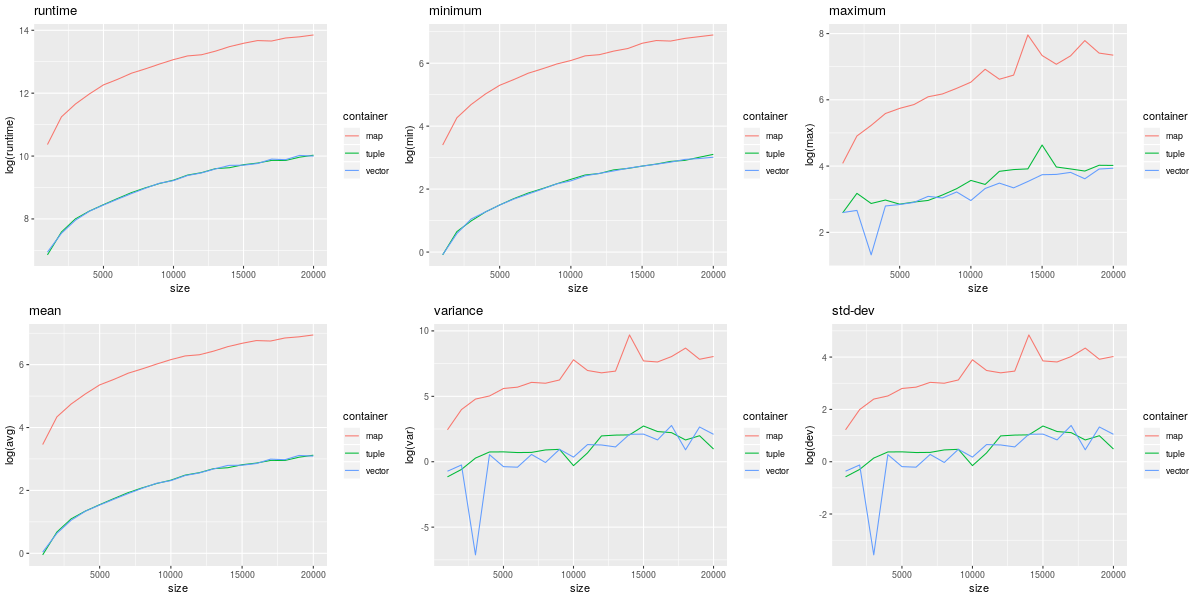 runtime
log(runtime)
14
12
10
8
5000 10000 15000 20000
size
container
map
tuple
vector
minimum
log(min)
6
4
2
0
5000 10000 15000 20000
size
container
map
tuple
vector
maximum
log(max)
8
6
4
2
5000 10000 15000 20000
size
container
map
tuple
vector
mean
log(avg)
6
4
2
0
5000 10000 15000 20000
size
container
map
tuple
vector
variance
log(var)
10
5
0
-5
5000 10000 15000 20000
size
container
map
tuple
vector
std-dev
log(dev)
4
2
0
-2
5000 10000 15000 20000
size
container
map
tuple
vector